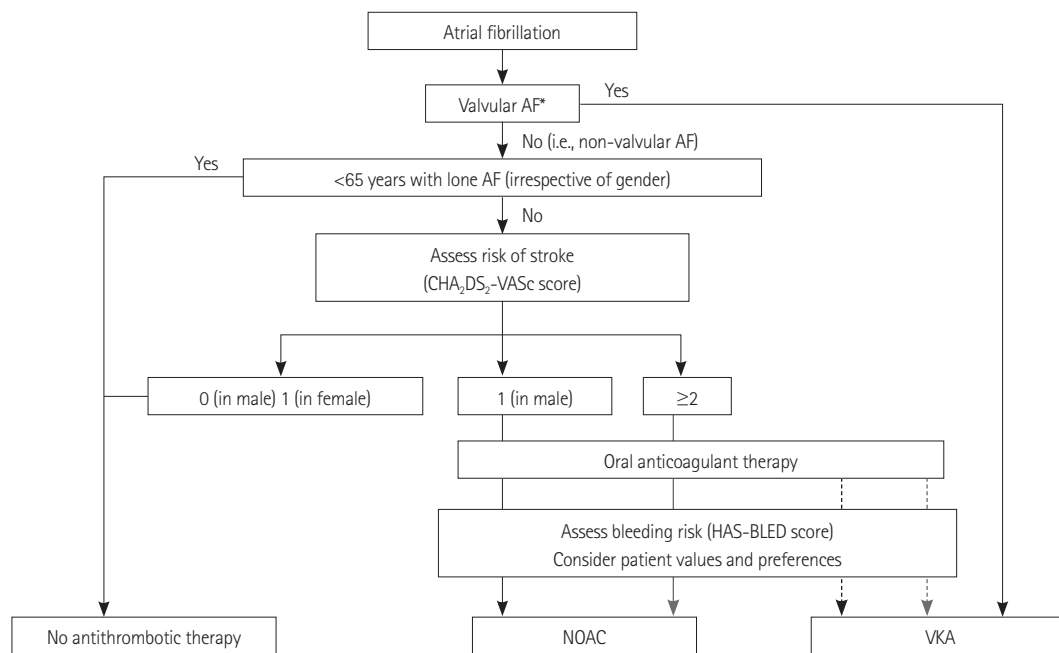 Atrial fibrillation
Valvular AF*
Yes
No (i.e., non-valvular AF)
Yes
<65 years with lone AF (irrespective of gender)
No
Assess risk of stroke
(CHA₂DS₂-VASc score)
0 (in male) 1 (in female)
1 (in male)
≥2
Oral anticoagulant therapy
Assess bleeding risk (HAS-BLED score)
Consider patient values and preferences
No antithrombotic therapy
NOAC
VKA